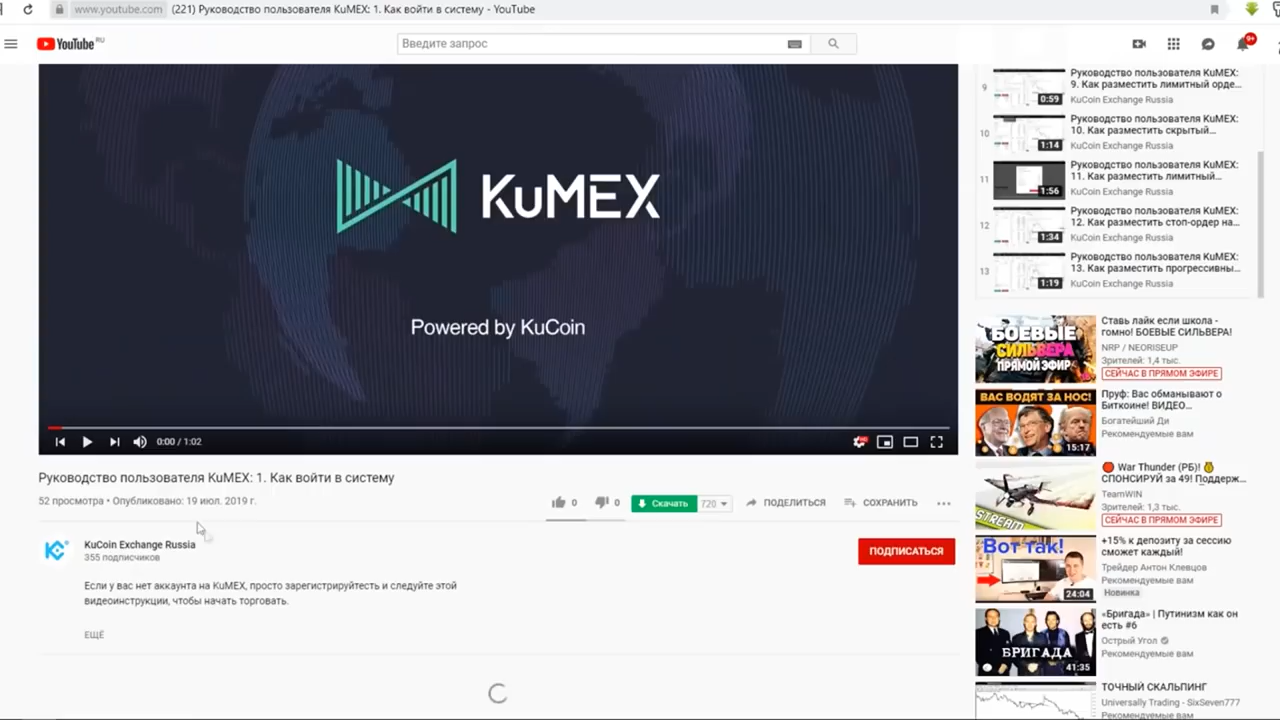 www.youtube.com (221) Руководство пользователя KuMEX: 1. Как войти в систему - YouTube
YouTube RU
Введите запрос
9+
KuMEX
Powered by KuCoin
0:00 / 1:02
Руководство пользователя KuMEX: 1. Как войти в систему
52 просмотра • Опубликовано: 19 июл. 2019 г.
0
0
Скачать
720
ПОДЕЛИТЬСЯ
СОХРАНИТЬ
KuCoin Exchange Russia
355 подписчиков
ПОДПИСАТЬСЯ
Если у вас нет аккаунта на KuMEX, просто зарегистрируйтесть и следуйте этой
видеоинструкции, чтобы начать торговать.
ЕЩЁ
9
0:59
Руководство пользователя KuMEX:
9. Как разместить лимитный орде...
KuCoin Exchange Russia
10
1:14
Руководство пользователя KuMEX:
10. Как разместить скрытый...
KuCoin Exchange Russia
11
1:56
Руководство пользователя KuMEX:
11. Как разместить лимитный...
KuCoin Exchange Russia
12
1:34
Руководство пользователя KuMEX:
12. Как разместить стоп-ордер на...
KuCoin Exchange Russia
13
1:19
Руководство пользователя KuMEX:
13. Как разместить прогрессивны...
KuCoin Exchange Russia
БОЕВЫЕ
СИЛЬВЕРА
ПРЯМОЙ ЭФИР
Ставь лайк если школа -
гомно! БОЕВЫЕ СИЛЬВЕРА!
NRP / NEORISEUP
Зрителей: 1,4 тыс.
СЕЙЧАС В ПРЯМОМ ЭФИРЕ
ВАС ВОДЯТ ЗА НОС!
15:17
Пруф: Вас обманывают о
Биткоине! ВИДЕО...
Богатейший Ди
Рекомендуемые вам
STREAM
War Thunder (РБ)!
СПОНСИРУЙ за 49! Поддерж...
TeamWIN
Зрителей: 1,3 тыс.
СЕЙЧАС В ПРЯМОМ ЭФИРЕ
Вот так!
24:04
+15% к депозиту за сессию
сможет каждый!
Трейдер Антон Клевцов
Рекомендуемые вам
Новинка
БРИГАДА
41:35
«Бригада» | Путинизм как он
есть #6
Острый Угол
Рекомендуемые вам
ТОЧНЫЙ СКАЛЬПИНГ
Universally Trading - SixSeven777
Рекомендуемые вам